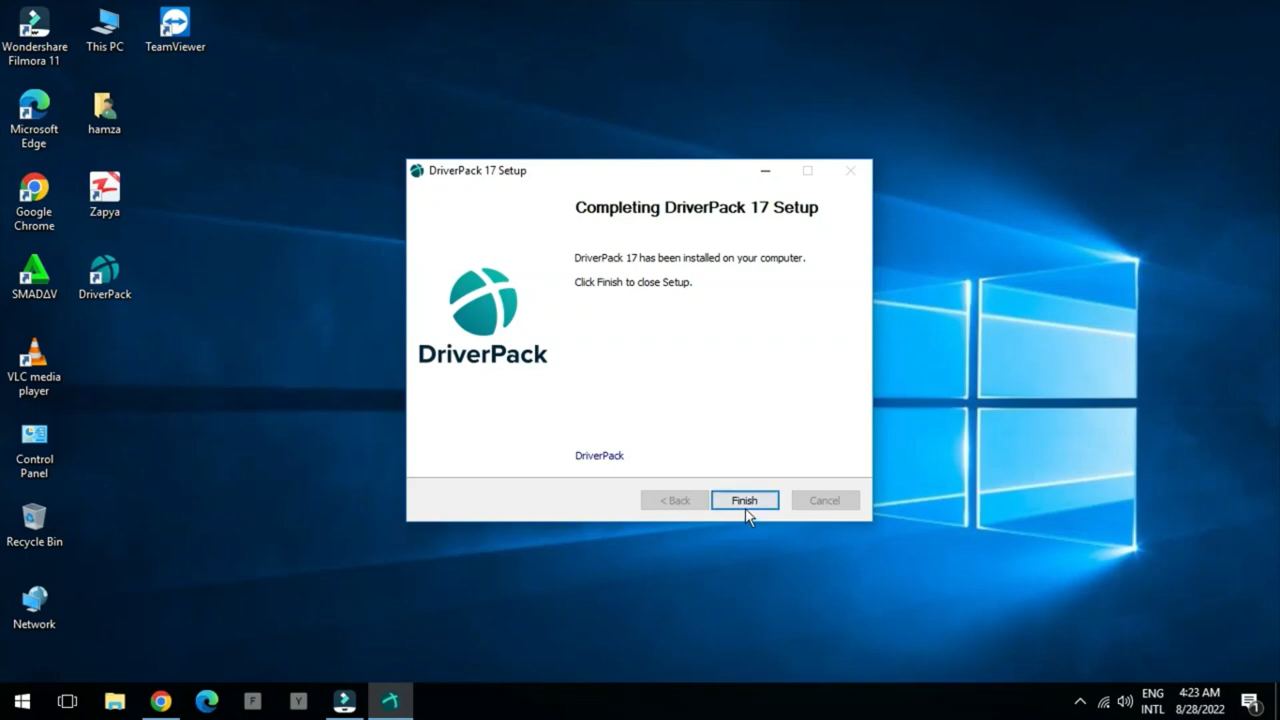 Wondershare
Filmora 11
This PC
TeamViewer
Microsoft
Edge
hamza
Google
Chrome
Zapya
SMADΔV
DriverPack
VLC media
player
Control
Panel
Recycle Bin
Network
DriverPack 17 Setup
Completing DriverPack 17 Setup
DriverPack 17 has been installed on your computer.
Click Finish to close Setup.
DriverPack
DriverPack
< Back
Finish
Cancel
F
Y
ENG
INTL
4:23 AM
8/28/2022
1